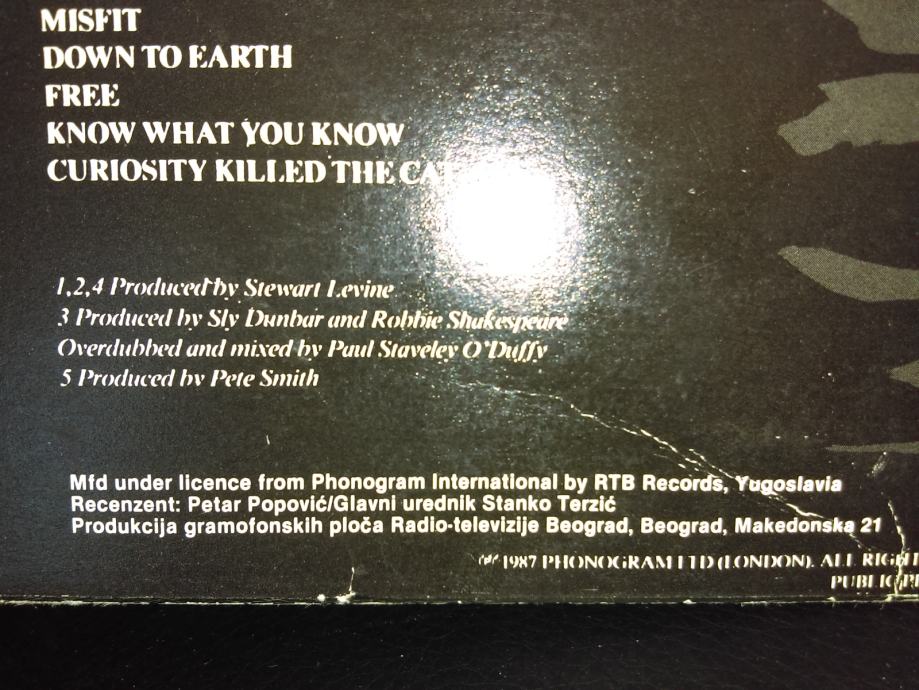 MISFIT
DOWN TO EARTH
FREE
KNOW WHAT YOU KNOW
CURIOSITY KILLED THE
1,2,4 Produced by Stewart Levine
3 Produced by Sly Dunbar and Robbie Shakespeare
Overdubbed and mixed by Paul Staveley O'Duffy
5 Produced by Pete Smith
Mfd under licence from Phonogram International by RTB Records, Yugoslavia
Recenzent: Petar Popović/Glavni urednik Stanko Terzić
Produkcija gramofonskih ploča Radio-televizije Beograd, Beograd, Makedonska 21
1987 PHONOGRAM LTD (LONDON). ALL